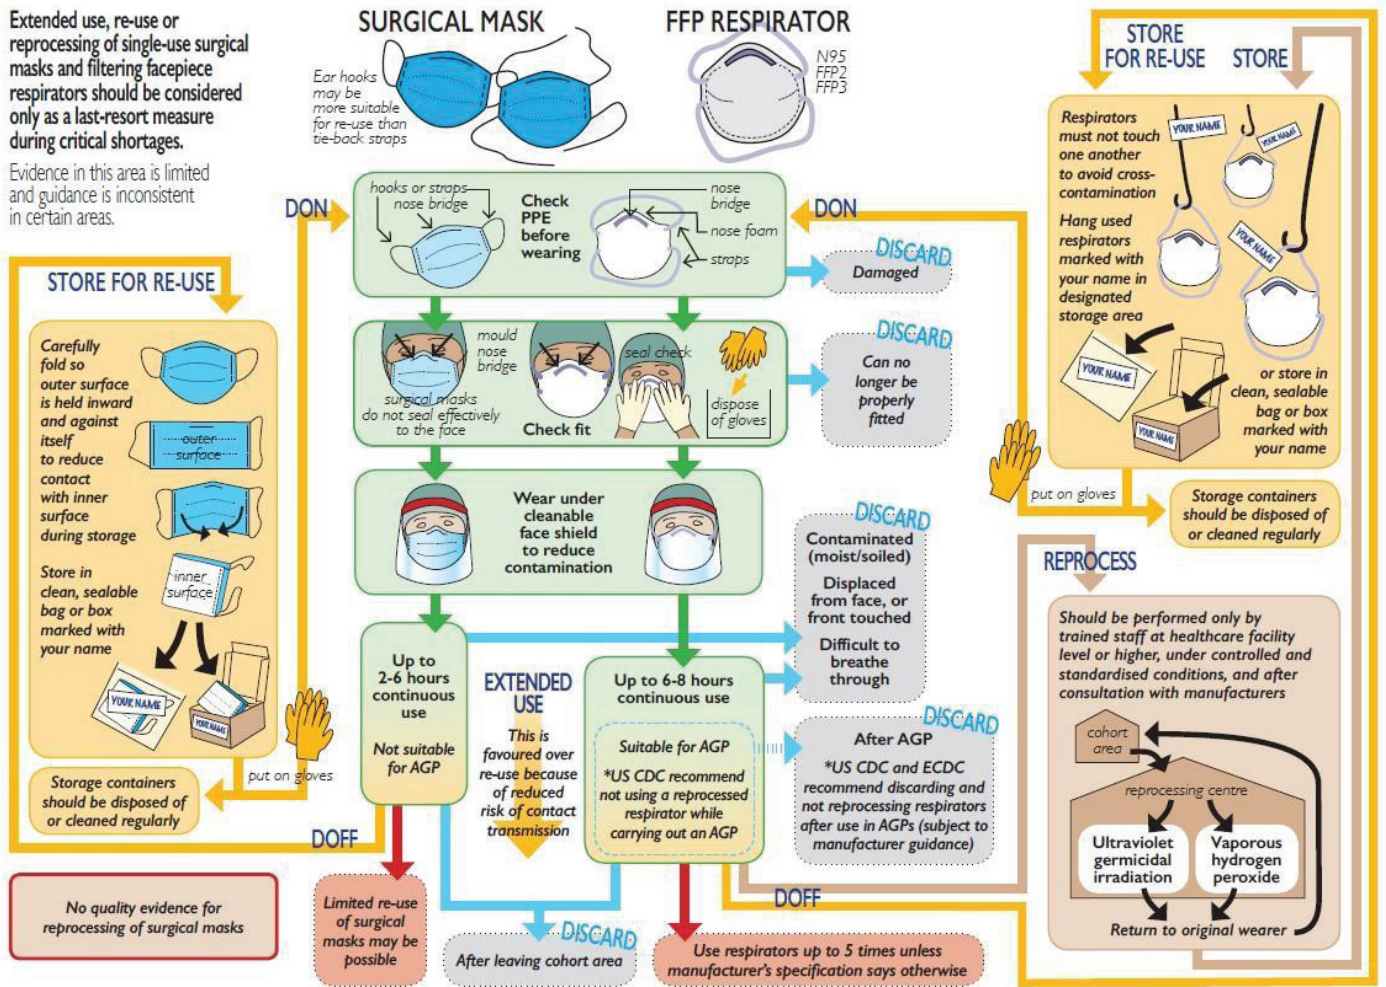 Extended use, re-use or
reprocessing of single-use surgical
masks and filtering facepiece
respirators should be considered
only as a last-resort measure
during critical shortages.
Evidence in this area is limited
and guidance is inconsistent
in certain areas.
SURGICAL MASK
Ear hooks
may be
more suitable
for re-use than
tie-back straps
FFP RESPIRATOR
N95
FFP2
FFP3
DON
hooks or straps
nose bridge
Check
PPE
before
wearing
nose
bridge
nose foam
straps
DON
DISCARD
Damaged
mould
nose
bridge
surgical masks
do not seal effectively
to the face
Check fit
seal check
dispose
of gloves
DISCARD
Can no
longer be
properly
fitted
Wear under
cleanable
face shield
to reduce
contamination
DISCARD
Contaminated
(moist/soiled)
Displaced
from face, or
front touched
Difficult to
breathe
through
Up to
2-6 hours
continuous
use
Not suitable
for AGP
EXTENDED
USE
This is
favoured over
re-use because
of reduced
risk of contact
transmission
Up to 6-8 hours
continuous use
Suitable for AGP
*US CDC recommend
not using a reprocessed
respirator while
carrying out an AGP
DISCARD
After AGP
*US CDC and ECDC
recommend discarding and
not reprocessing respirators
after use in AGPs (subject to
manufacturer guidance)
DOFF
DOFF
Limited re-use
of surgical
masks may be
possible
DISCARD
After leaving cohort area
Use respirators up to 5 times unless
manufacturer's specification says otherwise
STORE FOR RE-USE
Carefully
fold so
outer surface
is held inward
and against
itself
to reduce
contact
with inner
surface
during storage
outer
surface
Store in
clean, sealable
bag or box
marked with
your name
inner
surface
YOUR NAME
YOUR NAME
put on gloves
Storage containers
should be disposed of
or cleaned regularly
No quality evidence for
reprocessing of surgical masks
STORE
FOR RE-USE
STORE
Respirators
must not touch
one another
to avoid cross-
contamination
YOUR NAME
YOUR NAME
YOUR NAME
Hang used
respirators
marked with
your name in
designated
storage area
YOUR NAME
YOUR NAME
or store in
clean, sealable
bag or box
marked with
your name
put on gloves
Storage containers
should be disposed of
or cleaned regularly
REPROCESS
Should be performed only by
trained staff at healthcare facility
level or higher, under controlled and
standardised conditions, and after
consultation with manufacturers
cohort
area
reprocessing centre
Ultraviolet
germicidal
irradiation
Vaporous
hydrogen
peroxide
Return to original wearer